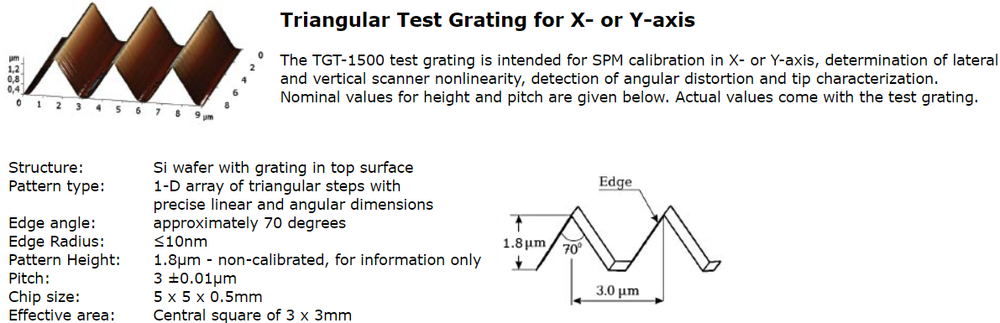 Triangular Test Grating for X- or Y-axis
The TGT-1500 test grating is intended for SPM calibration in X- or Y-axis, determination of lateral
and vertical scanner nonlinearity, detection of angular distortion and tip characterization.
Nominal values for height and pitch are given below. Actual values come with the test grating.
μm
1,2
0,8
0,4
0 1 2 3 4 5 6 7 8 9 μm
0
2
4
6
8
Structure: Si wafer with grating in top surface
Pattern type: 1-D array of triangular steps with
precise linear and angular dimensions
Edge angle: approximately 70 degrees
Edge Radius: ≤10nm
Pattern Height: 1.8μm - non-calibrated, for information only
Pitch: 3 ±0.01μm
Chip size: 5 x 5 x 0.5mm
Effective area: Central square of 3 x 3mm
Edge
1.8 μm
70°
3.0 μm